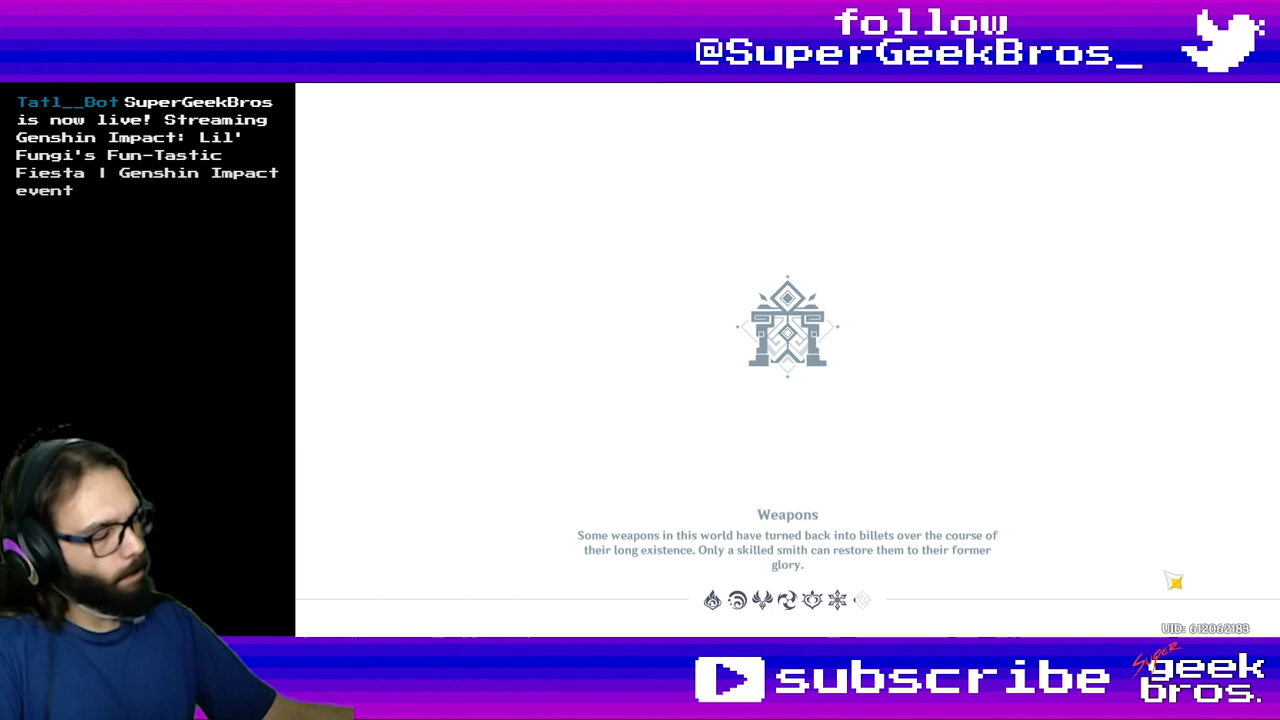 follow
@SuperGeekBros_
Tatl__Bot SuperGeekBros
is now live! Streaming
Genshin Impact: Lil'
Fungi's Fun-Tastic
Fiesta | Genshin Impact
event
Weapons
Some weapons in this world have turned back into billets over the course of
their long existence. Only a skilled smith can restore them to their former
glory.
UID: 612062183
subscribe
SUPER
geek
bros.